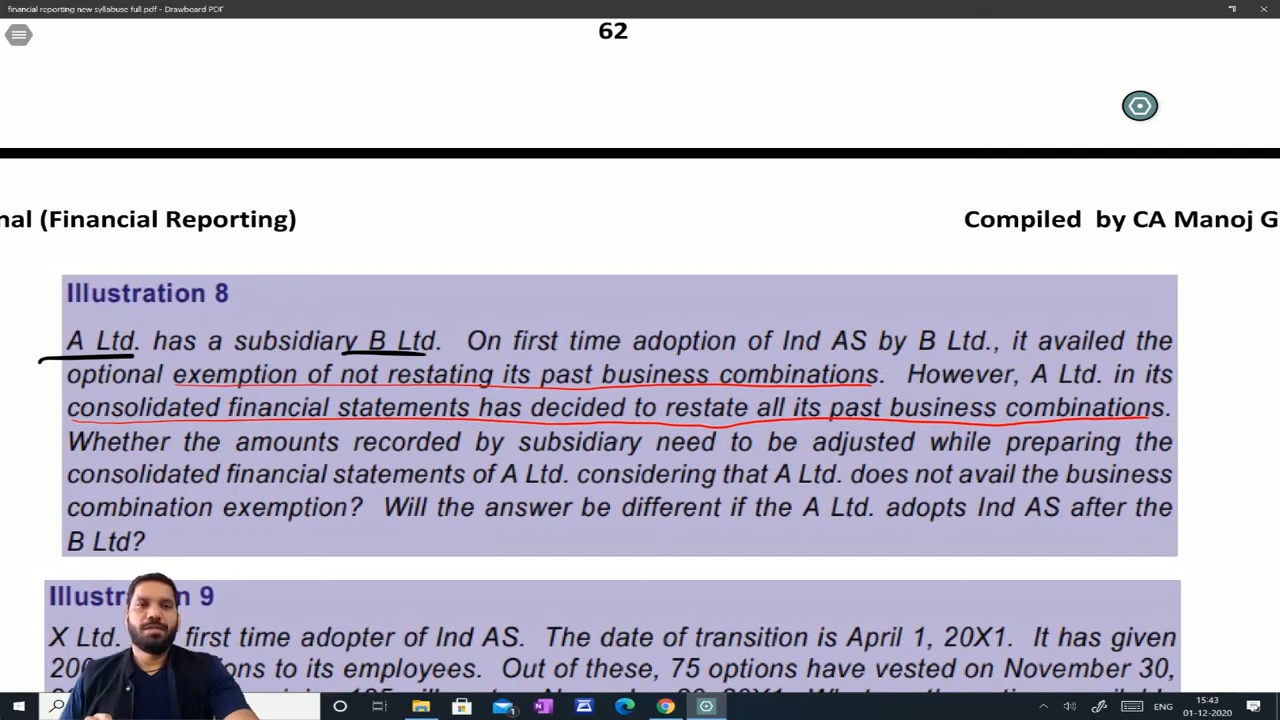 financial reporting new syllabuse full.pdf - Drawboard PDF
62
nal (Financial Reporting)
Compiled by CA Manoj G
Illustration 8
A Ltd. has a subsidiary B Ltd. On first time adoption of Ind AS by B Ltd., it availed the
optional exemption of not restating its past business combinations. However, A Ltd. in its
consolidated financial statements has decided to restate all its past business combinations.
Whether the amounts recorded by subsidiary need to be adjusted while preparing the
consolidated financial statements of A Ltd. considering that A Ltd. does not avail the business
combination exemption? Will the answer be different if the A Ltd. adopts Ind AS after the
B Ltd?
Illustr n 9
X Ltd. first time adopter of Ind AS. The date of transition is April 1, 20X1. It has given
200 ions to its employees. Out of these, 75 options have vested on November 30,
ENG
15:43
01-12-2020